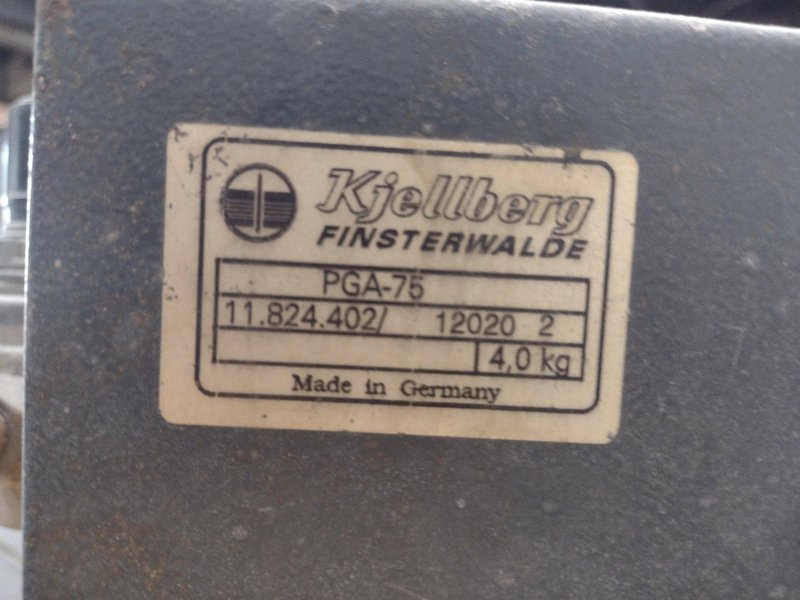 Kjellberg
FINSTERWALDE
PGA-75
11.824.402/ 12020 2
4,0 kg
Made in Germany